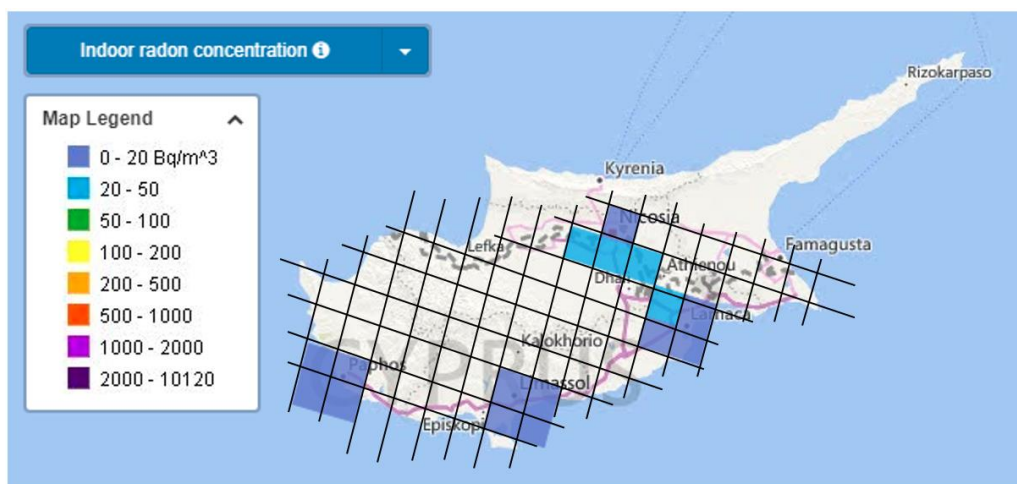 Indoor radon concentration
Map Legend
0 - 20 Bq/m^3
20 - 50
50 - 100
100 - 200
200 - 500
500 - 1000
1000 - 2000
2000 - 10120
Rizokarpaso
Kyrenia
Nicosia
Lefka
Famagusta
Athienou
Dhali
Larnaca
Kalokhorio
CYPRUS
Paphos
Limassol
Episkopi